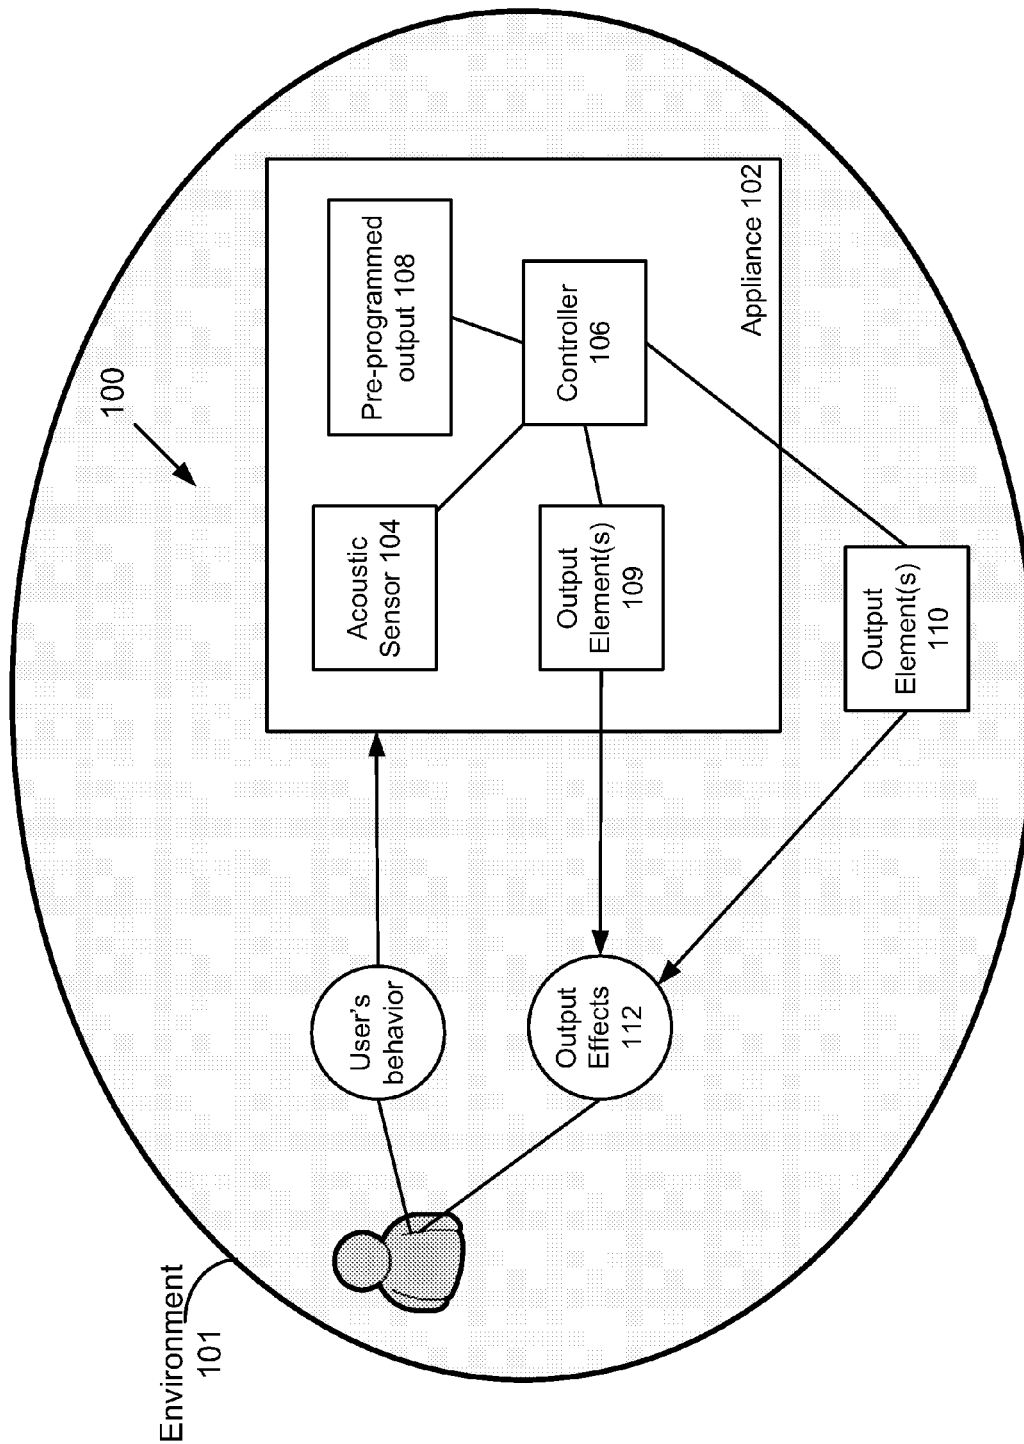 Environment
101
100
User's
behavior
Acoustic
Sensor 104
Pre-programmed
output 108
Output
Effects
112
Output
Element(s)
109
Controller
106
Appliance 102
Output
Element(s)
110